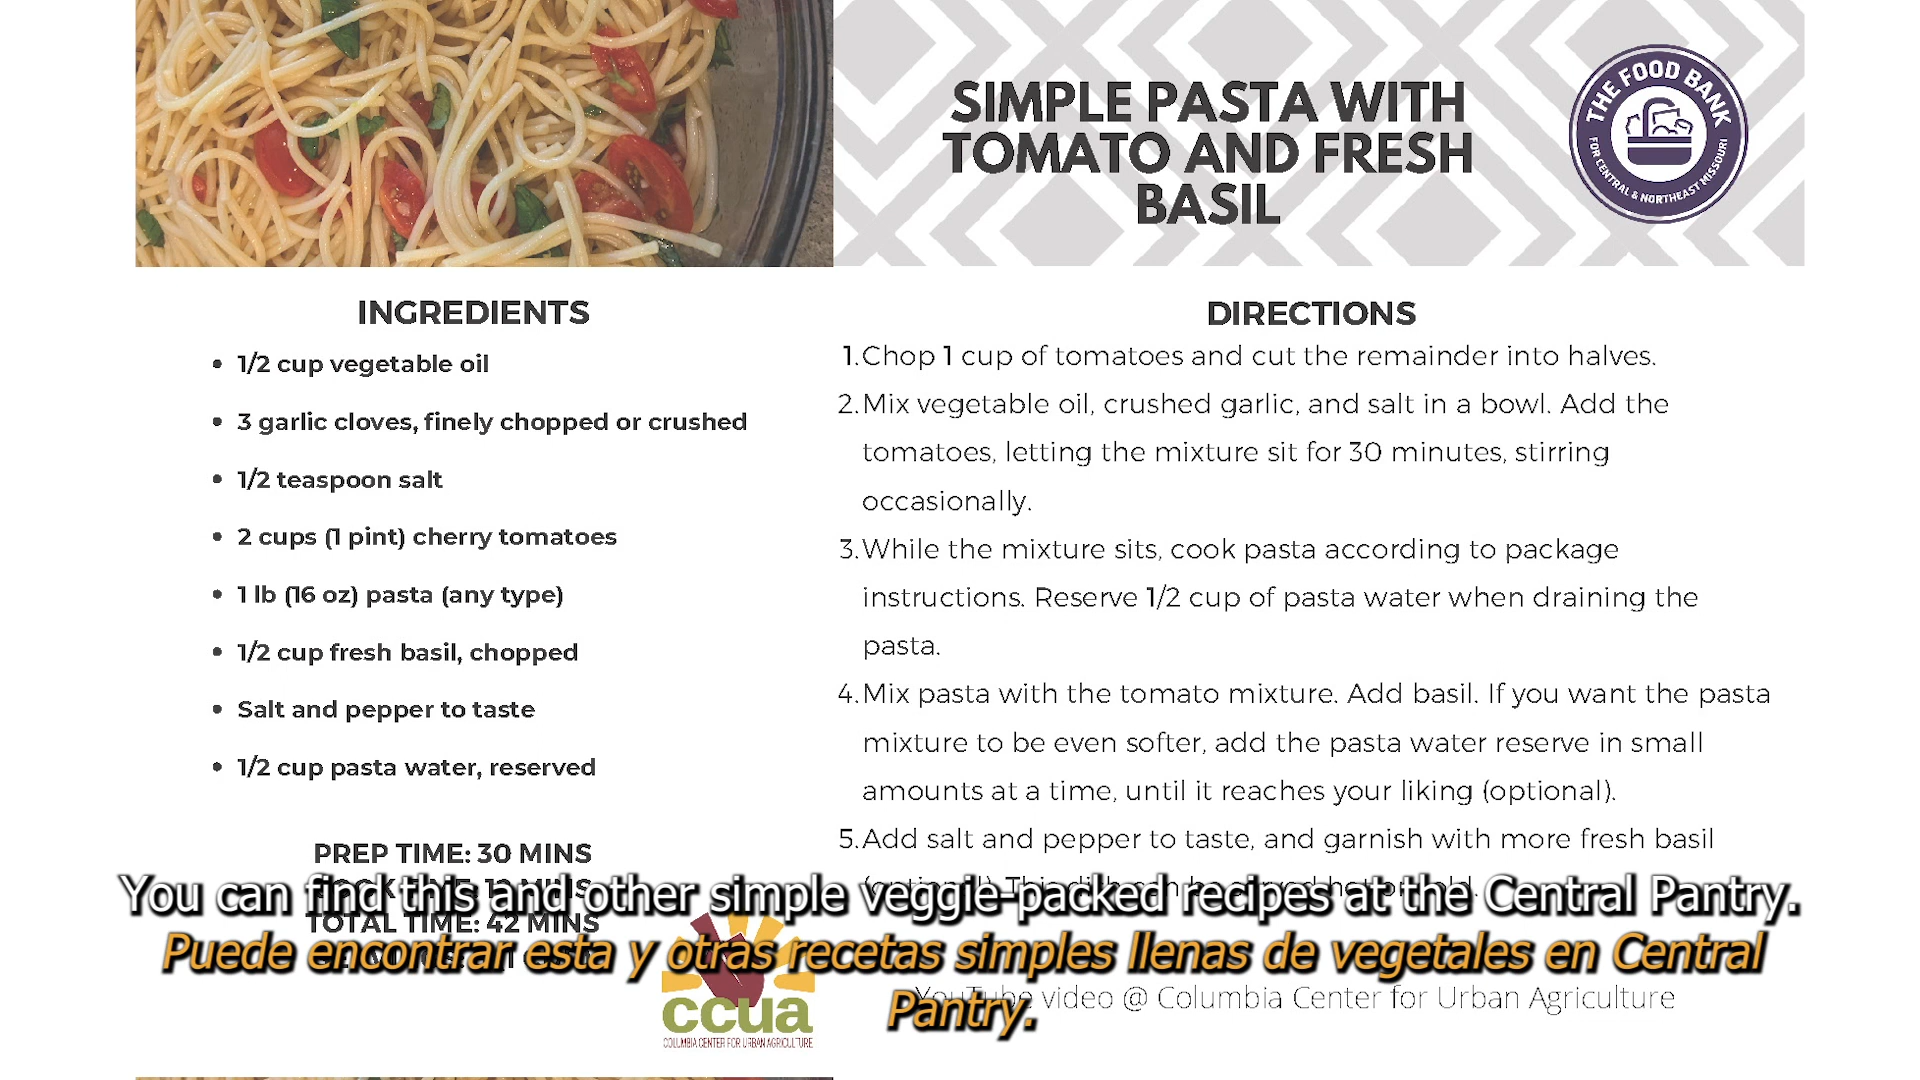 SIMPLE PASTA WITH
TOMATO AND FRESH
BASIL
THE FOOD BANK
FOR CENTRAL & NORTHEAST MISSOURI
INGREDIENTS
• 1/2 cup vegetable oil
• 3 garlic cloves, finely chopped or crushed
• 1/2 teaspoon salt
• 2 cups (1 pint) cherry tomatoes
• 1 lb (16 oz) pasta (any type)
• 1/2 cup fresh basil, chopped
• Salt and pepper to taste
• 1/2 cup pasta water, reserved
PREP TIME: 30 MINS
TOTAL TIME: 42 MINS
DIRECTIONS
1. Chop 1 cup of tomatoes and cut the remainder into halves.
2. Mix vegetable oil, crushed garlic, and salt in a bowl. Add the
tomatoes, letting the mixture sit for 30 minutes, stirring
occasionally.
3. While the mixture sits, cook pasta according to package
instructions. Reserve 1/2 cup of pasta water when draining the
pasta.
4. Mix pasta with the tomato mixture. Add basil. If you want the pasta
mixture to be even softer, add the pasta water reserve in small
amounts at a time, until it reaches your liking (optional).
5. Add salt and pepper to taste, and garnish with more fresh basil
You can find this and other simple veggie-packed recipes at the Central Pantry.
Puede encontrar esta y otras recetas simples llenas de vegetales en Central
Pantry.
YouTube video @ Columbia Center for Urban Agriculture
ccua
COLUMBIA CENTER FOR URBAN AGRICULTURE